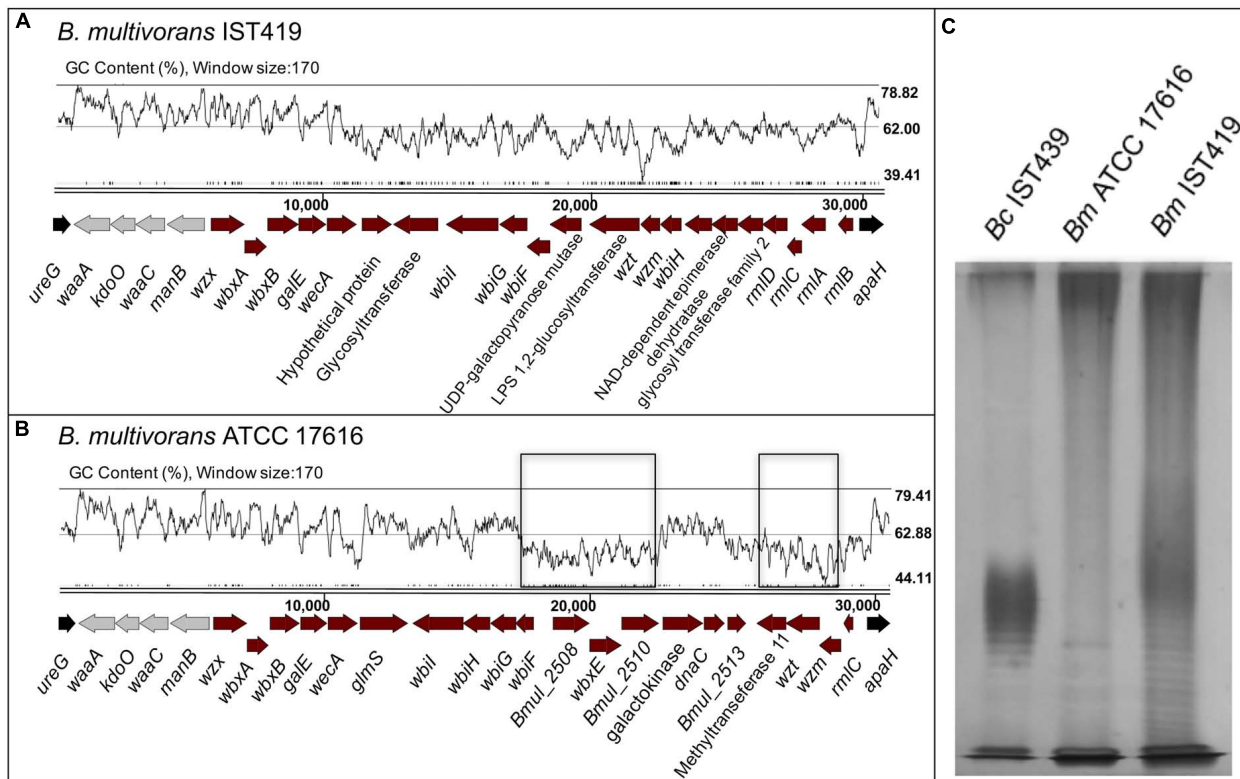 A
B. multivorans IST419
GC Content (%), Window size:170
78.82
62.00
39.41
10,000
20,000
30,000
ureG
waaA
kdoO
waaC
manB
wzx
wbxA
wbxB
galE
wecA
Hypothetical protein
Glycosyltransferase
wbiI
wbiG
wbiF
UDP-galactopyranose mutase
LPS 1,2-glucosyltransferase
wzt
wzm
wbiH
NAD-dependent epimerase/
dehydratase
glycosyl transferase family 2
rmlD
rmlC
rmlA
rmlB
apaH
B
B. multivorans ATCC 17616
GC Content (%), Window size:170
79.41
62.88
44.11
10,000
20,000
30,000
ureG
waaA
kdoO
waaC
manB
wzx
wbxA
wbxB
galE
wecA
glmS
wbiI
wbiH
wbiG
wbiF
Bmul_2508
wbxE
Bmul_2510
galactokinase
dnaC
Bmul_2513
Methyltranseferase 11
wzt
wzm
rmlC
apaH
C
Bc IST439
Bm ATCC 17616
Bm IST419